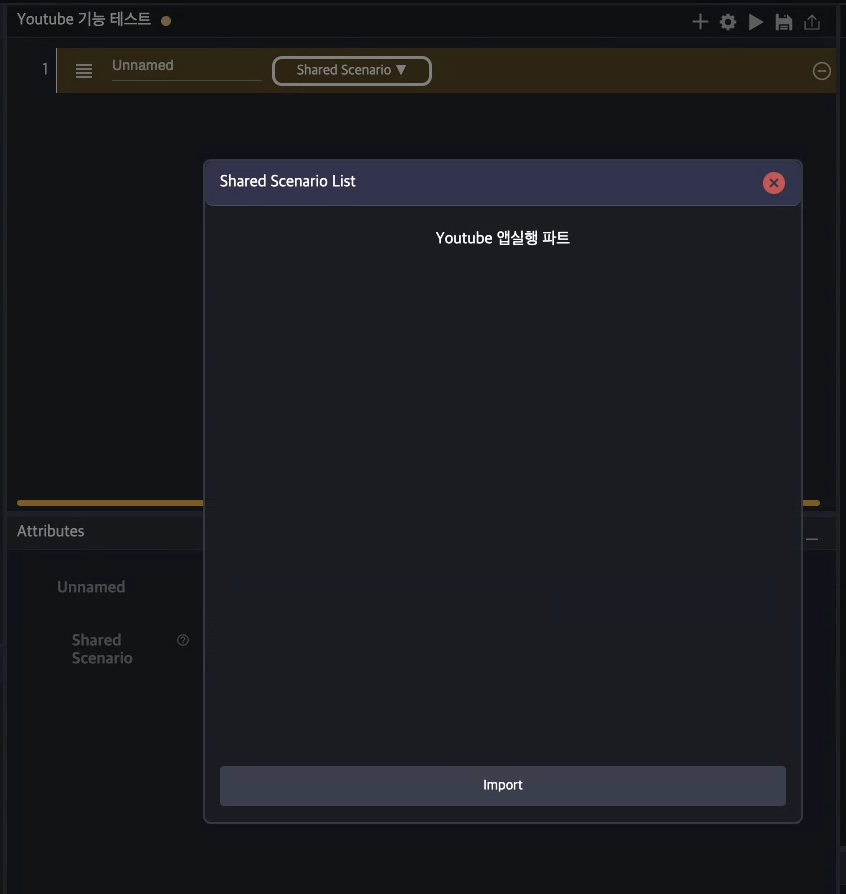 Youtube 기능 테스트
1
Unnamed
Shared Scenario ▼
Shared Scenario List
Youtube 앱실행 파트
Attributes
Unnamed
Shared
Scenario
Import